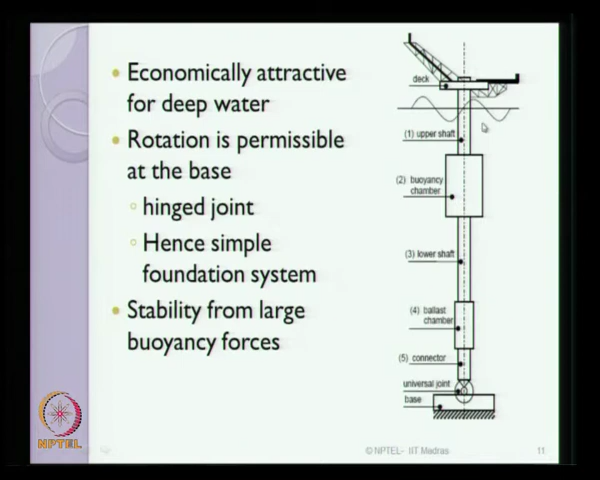 Economically attractive
for deep water
Rotation is permissible
at the base
hinged joint
Hence simple
foundation system
Stability from large
buoyancy forces
deck
(1) upper shaft
(2) buoyancy
chamber
(3) lower shaft
(4) ballast
chamber
(5) connector
universal joint
base
NPTEL
© NPTEL- IIT Madras
11